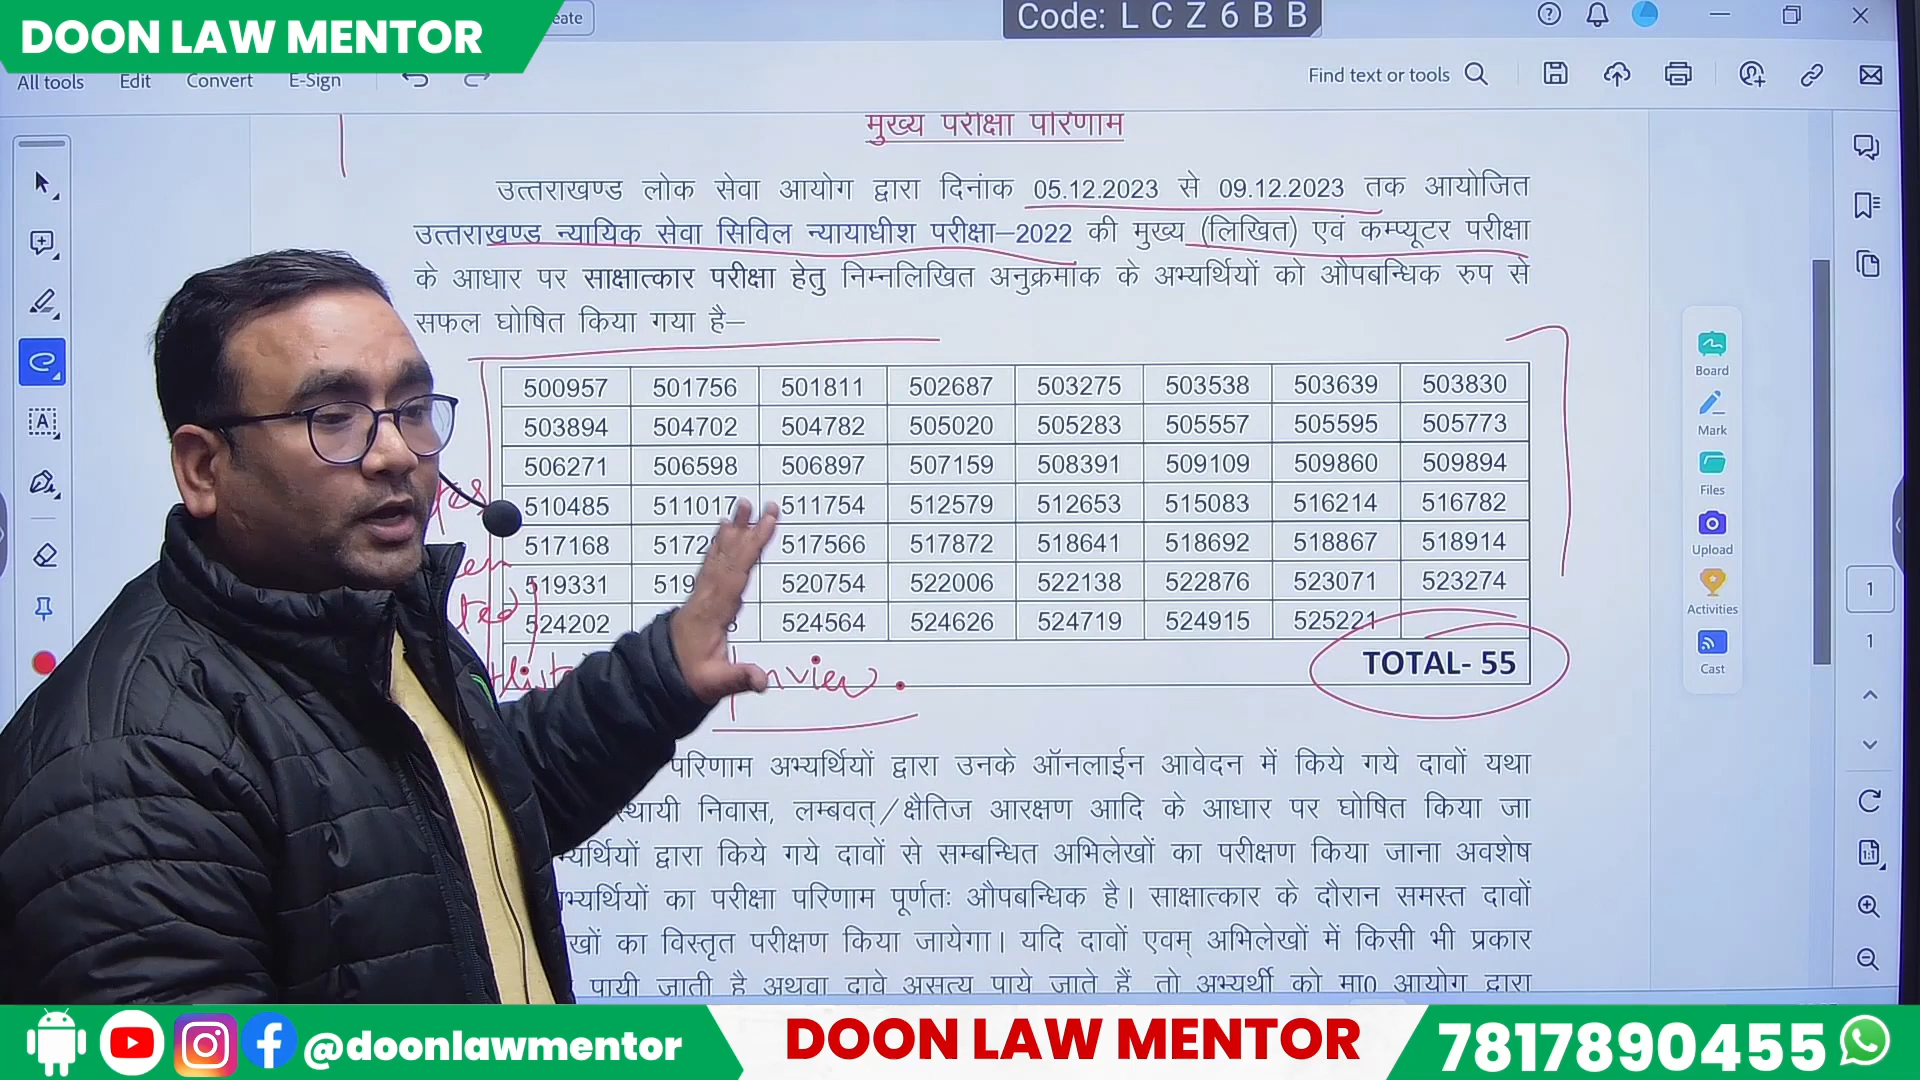 DOON LAW MENTOR
Code: L C Z 6 B B
All tools Edit Convert E-Sign
Find text or tools
मुख्य परीक्षा परिणाम
उत्तराखण्ड लोक सेवा आयोग द्वारा दिनांक 05.12.2023 से 09.12.2023 तक आयोजित
उत्तराखण्ड न्यायिक सेवा सिविल न्यायाधीश परीक्षा–2022 की मुख्य (लिखित) एवं कम्प्यूटर परीक्षा
के आधार पर साक्षात्कार परीक्षा हेतु निम्नलिखित अनुक्रमांक के अभ्यर्थियों को औपबन्धिक रुप से
सफल घोषित किया गया है–
500957 501756 501811 502687 503275 503538 503639 503830
503894 504702 504782 505020 505283 505557 505595 505773
506271 506598 506897 507159 508391 509109 509860 509894
510485 511017 511754 512579 512653 515083 516214 516782
517168 517566 517872 518641 518692 518867 518914
519331 520754 522006 522138 522876 523071 523274
524202 524564 524626 524719 524915 525221
TOTAL- 55
परिणाम अभ्यर्थियों द्वारा उनके ऑनलाईन आवेदन में किये गये दावों यथा
स्थायी निवास, लम्बवत्/क्षैतिज आरक्षण आदि के आधार पर घोषित किया जा
द्वारा किये गये दावों से सम्बन्धित अभिलेखों का परीक्षण किया जाना अवशेष
का परीक्षा परिणाम पूर्णतः औपबन्धिक है। साक्षात्कार के दौरान समस्त दावों
का विस्तृत परीक्षण किया जायेगा। यदि दावों एवम् अभिलेखों में किसी भी प्रकार
पायी जाती है अथवा दावे असत्य पाये जाते हैं, तो अभ्यर्थी को मा0 आयोग द्वारा
Board
Mark
Files
Upload
Activities
Cast
1
1
@doonlawmentor
DOON LAW MENTOR
7817890455